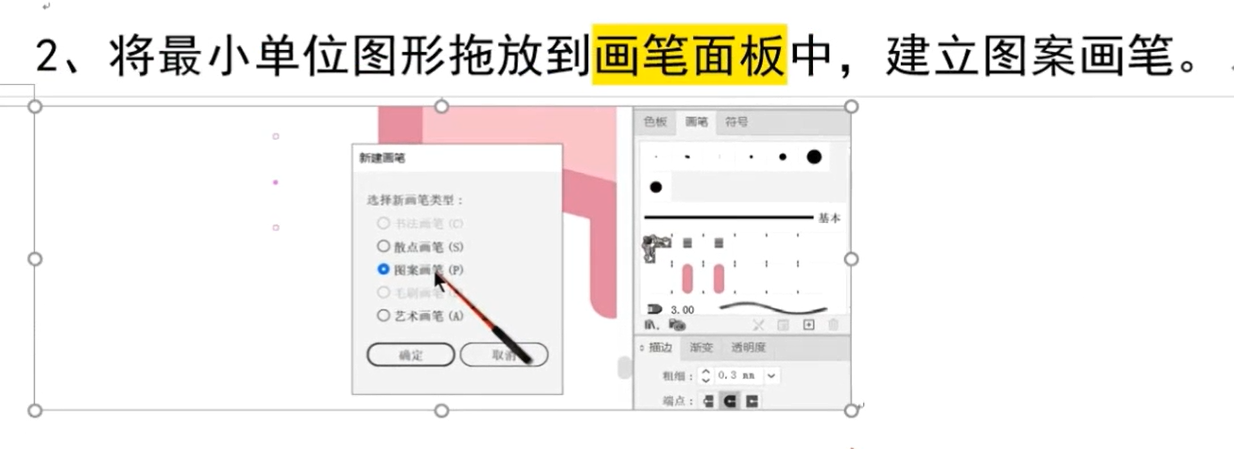 2、将最小单位图形拖放到画笔面板中，建立图案画笔。
新建画笔
选择新画笔类型：
书法画笔 (C)
散点画笔 (S)
图案画笔 (P)
毛刷画笔
艺术画笔 (A)
确定
取消
色板 画笔 符号
基本
3.00
描边 渐变 透明度
粗细： 0.3 mm
端点：